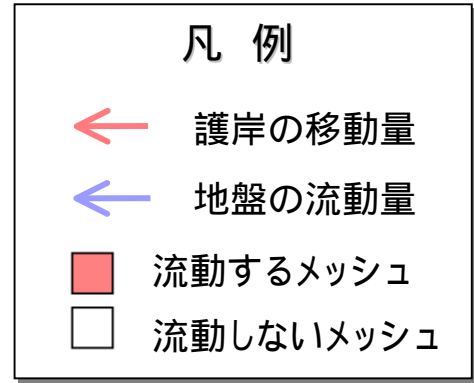 凡 例
護岸の移動量
地盤の流動量
流動するメッシュ
流動しないメッシュ